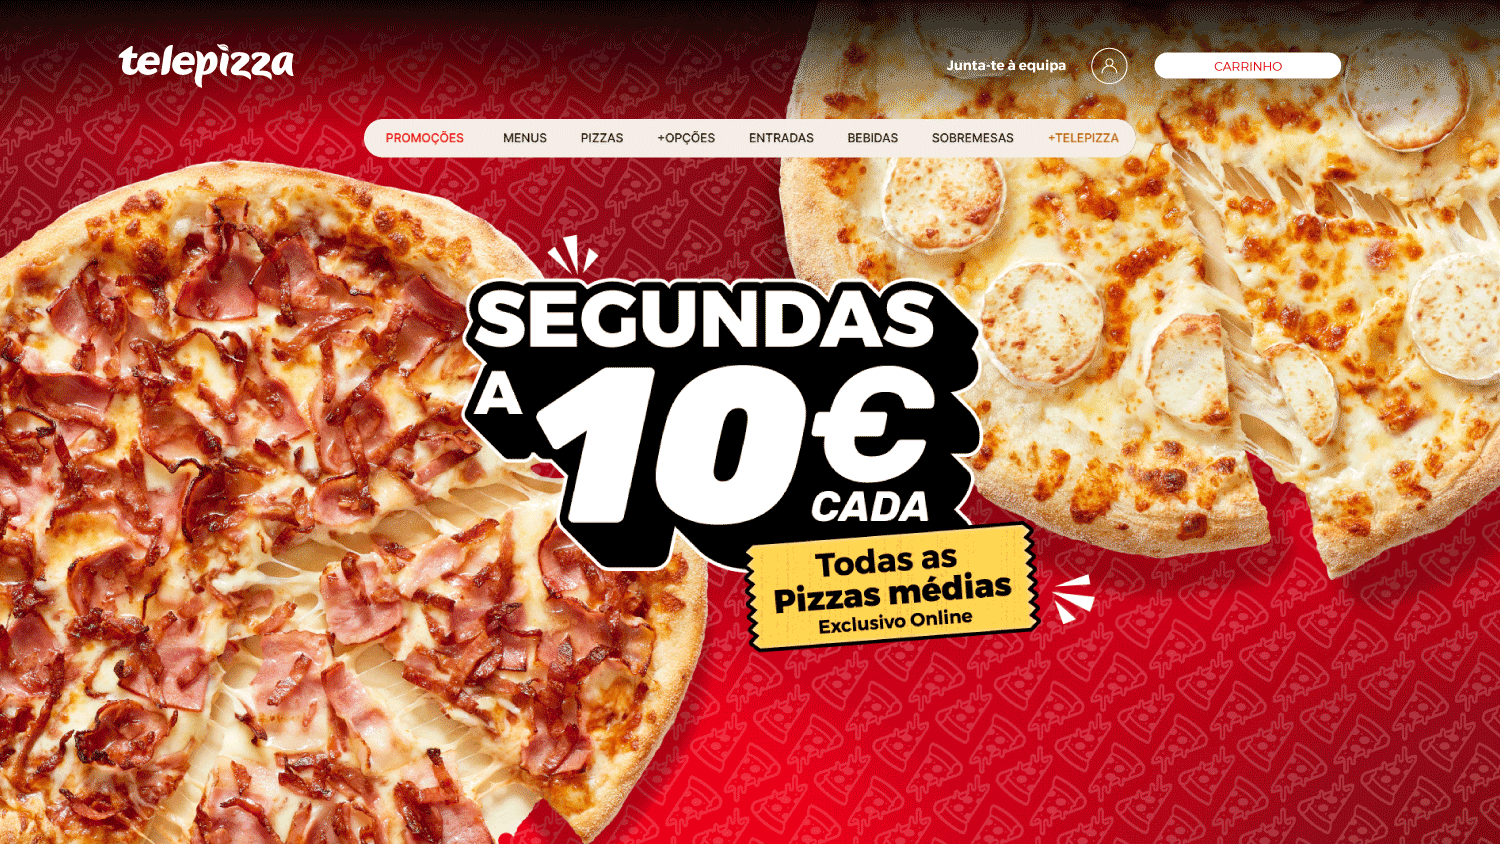 telepizza
Junta-te à equipa
CARRINHO
PROMOÇÕES MENUS PIZZAS +OPÇÕES ENTRADAS BEBIDAS SOBREMESAS +TELEPIZZA
SEGUNDAS
A 10€
CADA
Todas as
Pizzas médias
Exclusivo Online